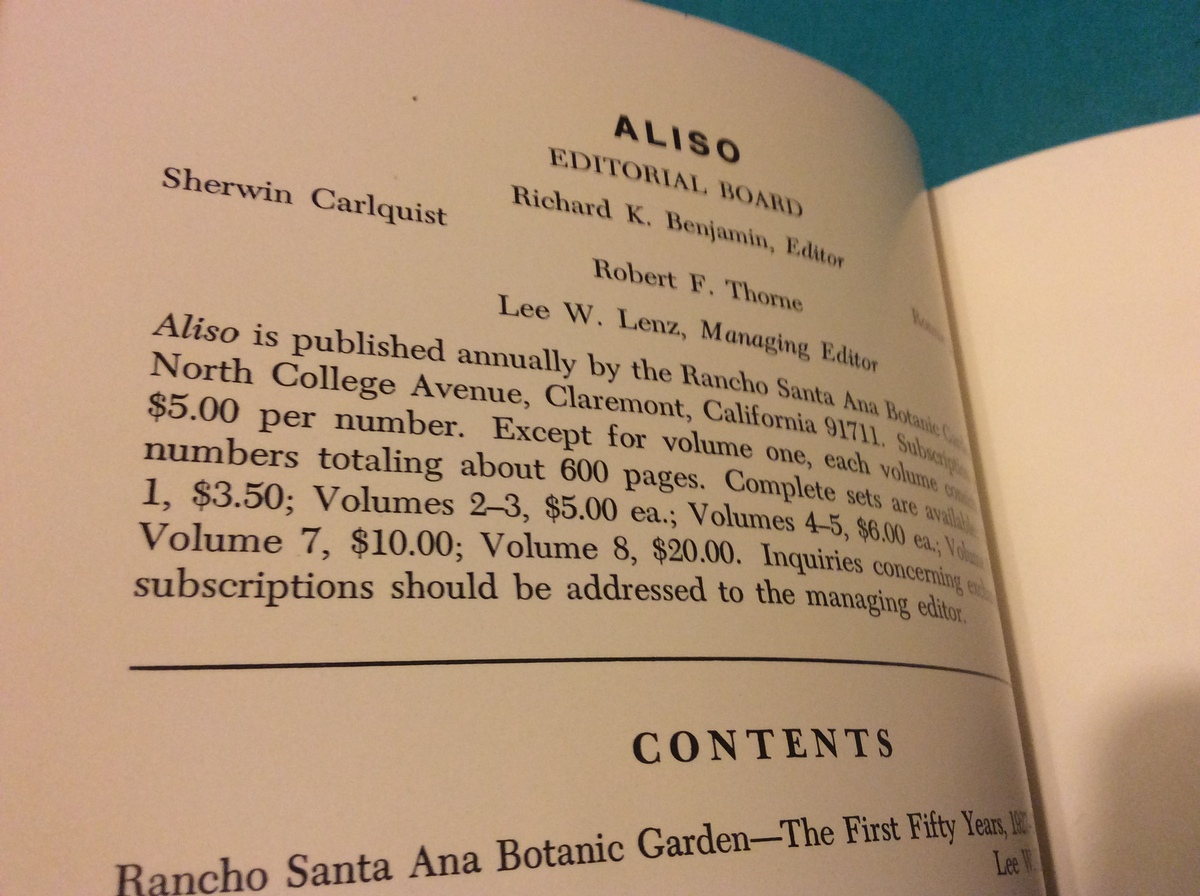 ALISO
EDITORIAL BOARD
Richard K. Benjamin, Editor
Sherwin Carlquist
Robert F. Thorne
Lee W. Lenz, Managing Editor
Aliso is published annually by the Rancho Santa Ana Botanic
North College Avenue, Claremont, California 91711.
$5.00 per number. Except for volume one, each volume
numbers totaling about 600 pages. Complete sets are
1, $3.50; Volumes 2–3, $5.00 ea.; Volumes 4–5, $6.00 ea.;
Volume 7, $10.00; Volume 8, $20.00. Inquiries concerning
subscriptions should be addressed to the managing editor.
CONTENTS
Rancho Santa Ana Botanic Garden—The First Fifty Years,
Lee W.